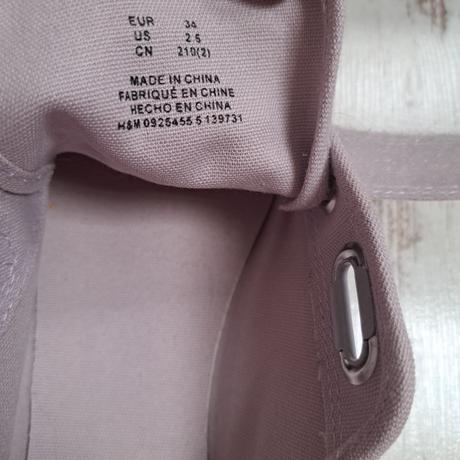 EUR 34
US 2.5
CN 210(2)
MADE IN CHINA
FABRIQUÉ EN CHINE
HECHO EN CHINA
H&M 0925455 5 139731